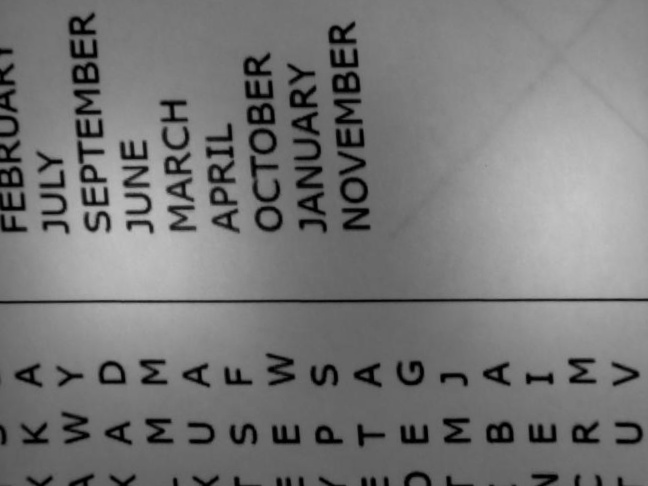 K A
W Y
A D
M M
U A
S F
E W
P S
T A
E G
M J
B A
E I
R M
U V
FEBRUARY
JULY
SEPTEMBER
JUNE
MARCH
APRIL
OCTOBER
JANUARY
NOVEMBER